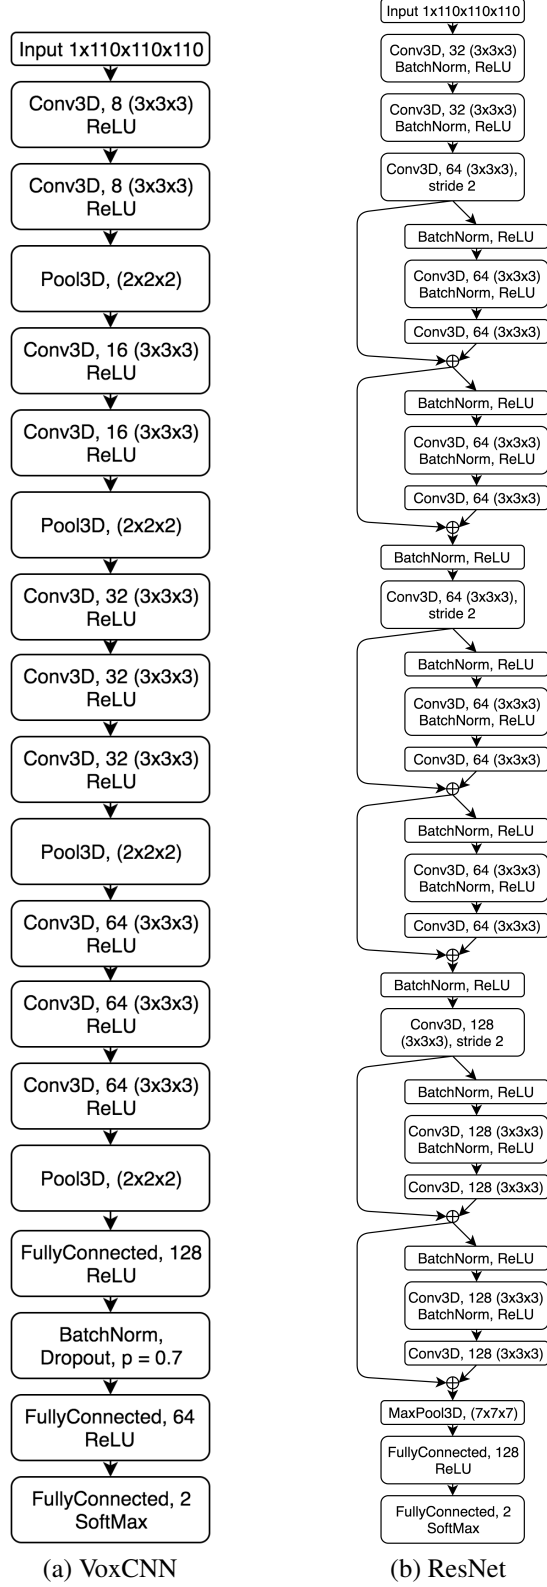 Input 1x110x110x110
Conv3D, 8 (3x3x3)
ReLU
Conv3D, 8 (3x3x3)
ReLU
Pool3D, (2x2x2)
Conv3D, 16 (3x3x3)
ReLU
Conv3D, 16 (3x3x3)
ReLU
Pool3D, (2x2x2)
Conv3D, 32 (3x3x3)
ReLU
Conv3D, 32 (3x3x3)
ReLU
Conv3D, 32 (3x3x3)
ReLU
Pool3D, (2x2x2)
Conv3D, 64 (3x3x3)
ReLU
Conv3D, 64 (3x3x3)
ReLU
Conv3D, 64 (3x3x3)
ReLU
Pool3D, (2x2x2)
FullyConnected, 128
ReLU
BatchNorm,
Dropout, p = 0.7
FullyConnected, 64
ReLU
FullyConnected, 2
SoftMax
(a) VoxCNN
Input 1x110x110x110
Conv3D, 32 (3x3x3)
BatchNorm, ReLU
Conv3D, 32 (3x3x3)
BatchNorm, ReLU
Conv3D, 64 (3x3x3),
stride 2
BatchNorm, ReLU
Conv3D, 64 (3x3x3)
BatchNorm, ReLU
Conv3D, 64 (3x3x3)
BatchNorm, ReLU
Conv3D, 64 (3x3x3)
BatchNorm, ReLU
Conv3D, 64 (3x3x3)
BatchNorm, ReLU
Conv3D, 64 (3x3x3),
stride 2
BatchNorm, ReLU
Conv3D, 64 (3x3x3)
BatchNorm, ReLU
Conv3D, 64 (3x3x3)
BatchNorm, ReLU
Conv3D, 64 (3x3x3)
BatchNorm, ReLU
Conv3D, 64 (3x3x3)
BatchNorm, ReLU
Conv3D, 128
(3x3x3), stride 2
BatchNorm, ReLU
Conv3D, 128 (3x3x3)
BatchNorm, ReLU
Conv3D, 128 (3x3x3)
BatchNorm, ReLU
Conv3D, 128 (3x3x3)
BatchNorm, ReLU
Conv3D, 128 (3x3x3)
MaxPool3D, (7x7x7)
FullyConnected, 128
ReLU
FullyConnected, 2
SoftMax
(b) ResNet